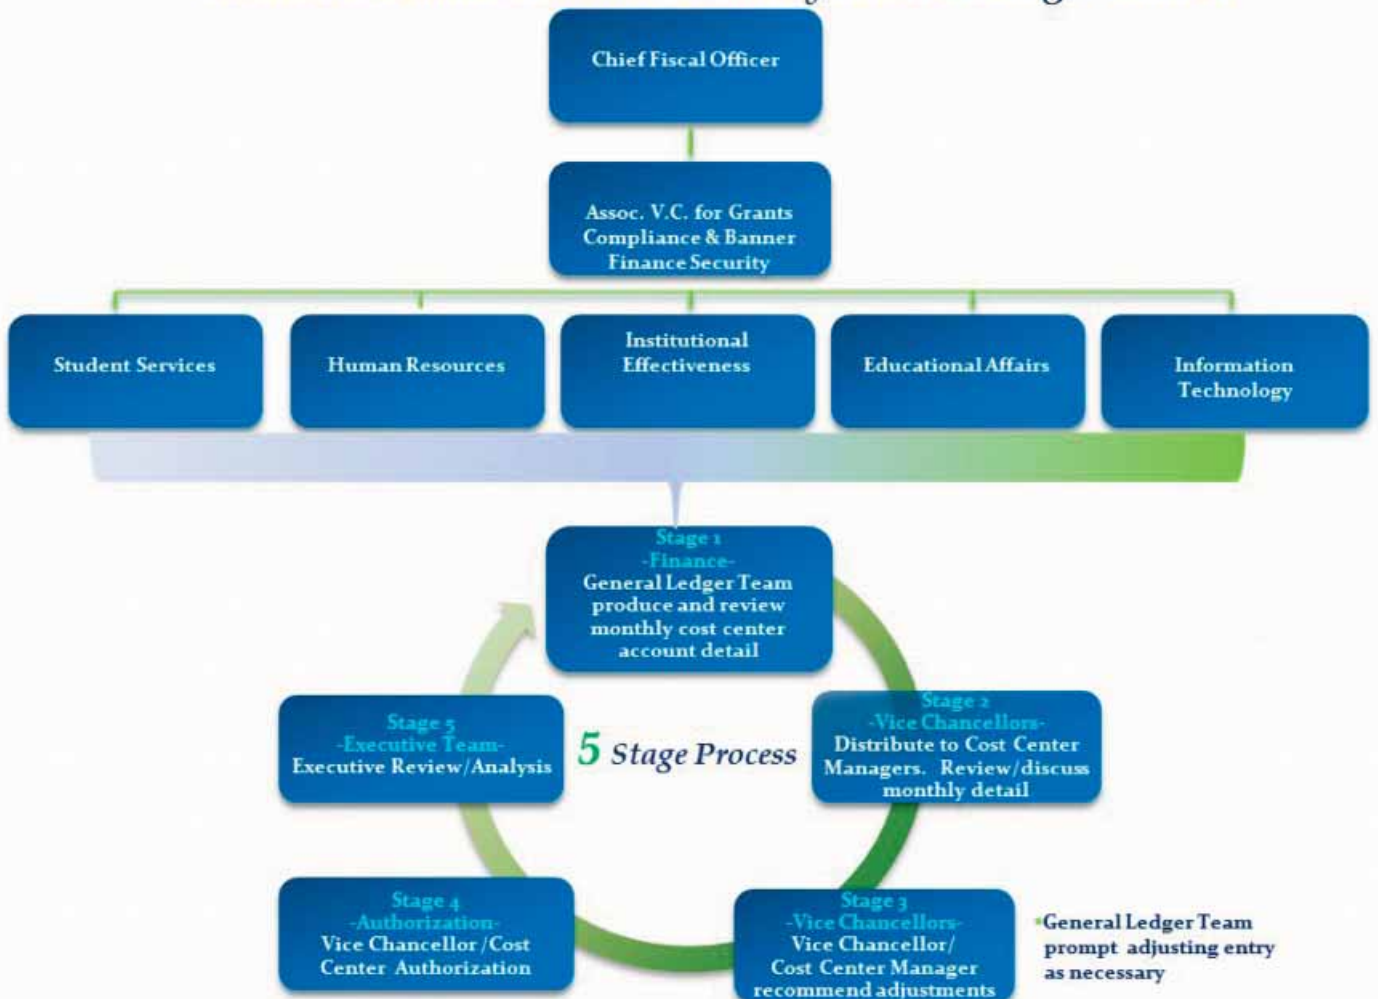 Chief Fiscal Officer
Assoc. V.C. for Grants
Compliance & Banner
Finance Security
Student Services
Human Resources
Institutional
Effectiveness
Educational Affairs
Information
Technology
Stage 1
-Finance-
General Ledger Team
produce and review
monthly cost center
account detail
Stage 2
-Vice Chancellors-
Distribute to Cost Center
Managers. Review/discuss
monthly detail
Stage 3
-Vice Chancellors-
Vice Chancellor/
Cost Center Manager
recommend adjustments
*General Ledger Team
prompt adjusting entry
as necessary
Stage 4
-Authorization-
Vice Chancellor/Cost
Center Authorization
Stage 5
-Executive Team-
Executive Review/Analysis
5 Stage Process